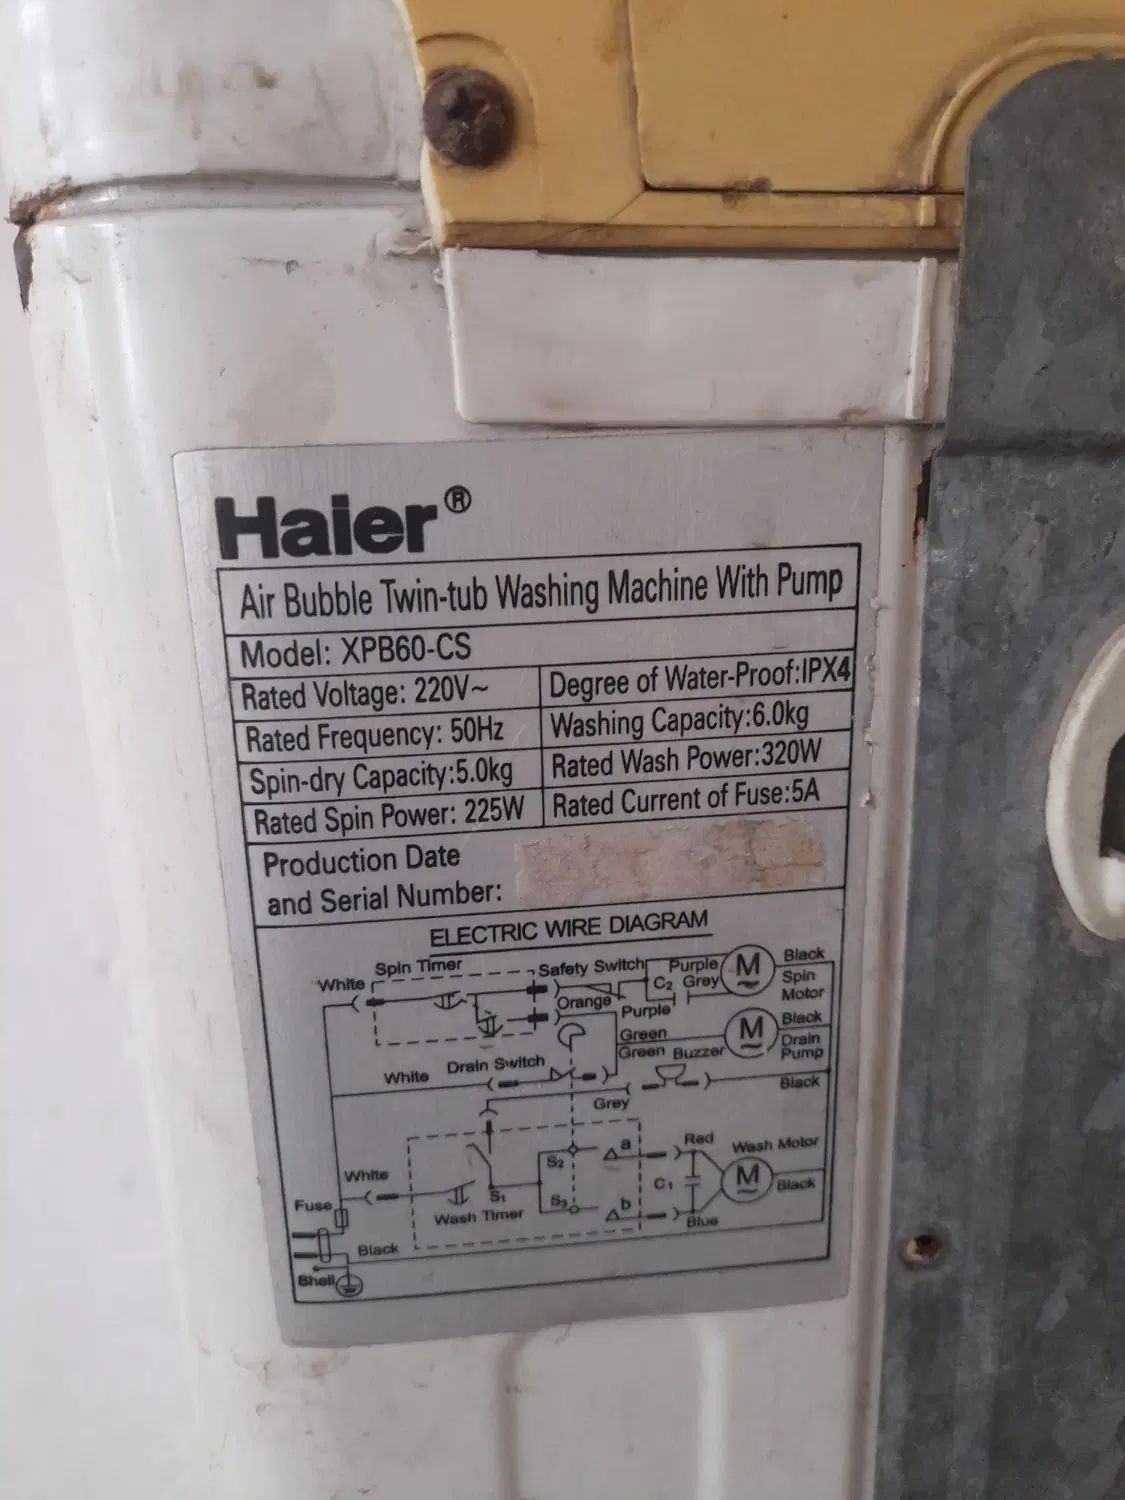 Haier®
Air Bubble Twin-tub Washing Machine With Pump
Model: XPB60-CS
Rated Voltage: 220V~ Degree of Water-Proof:IPX4
Rated Frequency: 50Hz Washing Capacity:6.0kg
Spin-dry Capacity:5.0kg Rated Wash Power:320W
Rated Spin Power: 225W Rated Current of Fuse:5A
Production Date
and Serial Number:
ELECTRIC WIRE DIAGRAM
White Spin Timer Safety Switch Purple M Black
C2 Grey Spin
Orange Purple Motor
Green M Black
Drain Switch Green Buzzer Drain
Pump
White Black
Grey
S2 a Red Wash Motor
White C1 M Black
S1 S3 b
Fuse Wash Timer Blue
Black
Shell